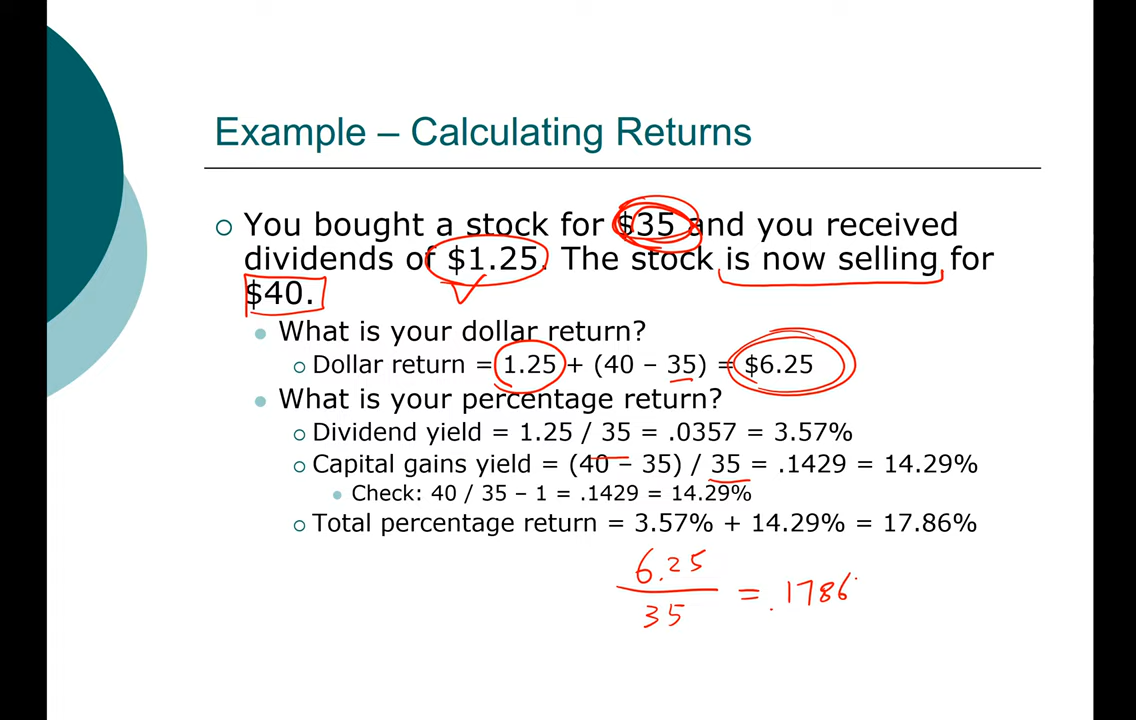 Example – Calculating Returns
You bought a stock for $35 and you received
dividends of $1.25. The stock is now selling for
$40.
What is your dollar return?
Dollar return = 1.25 + (40 – 35) = $6.25
What is your percentage return?
Dividend yield = 1.25 / 35 = .0357 = 3.57%
Capital gains yield = (40 – 35) / 35 = .1429 = 14.29%
Check: 40 / 35 – 1 = .1429 = 14.29%
Total percentage return = 3.57% + 14.29% = 17.86%
6.25
= .1786
35